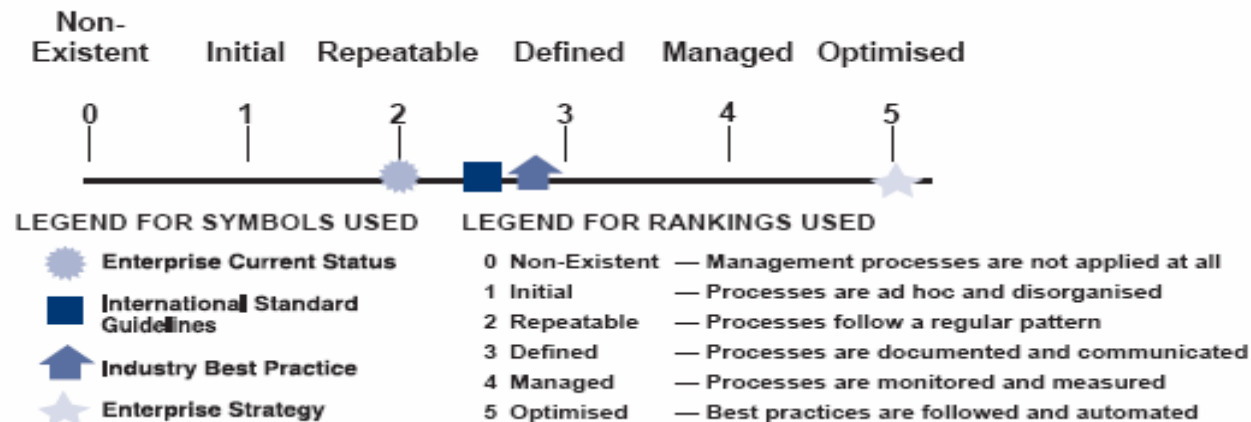 Non-
Existent Initial Repeatable Defined Managed Optimised
0 1 2 3 4 5
LEGEND FOR SYMBOLS USED
Enterprise Current Status
International Standard
Guidelines
Industry Best Practice
Enterprise Strategy
LEGEND FOR RANKINGS USED
0 Non-Existent — Management processes are not applied at all
1 Initial — Processes are ad hoc and disorganised
2 Repeatable — Processes follow a regular pattern
3 Defined — Processes are documented and communicated
4 Managed — Processes are monitored and measured
5 Optimised — Best practices are followed and automated